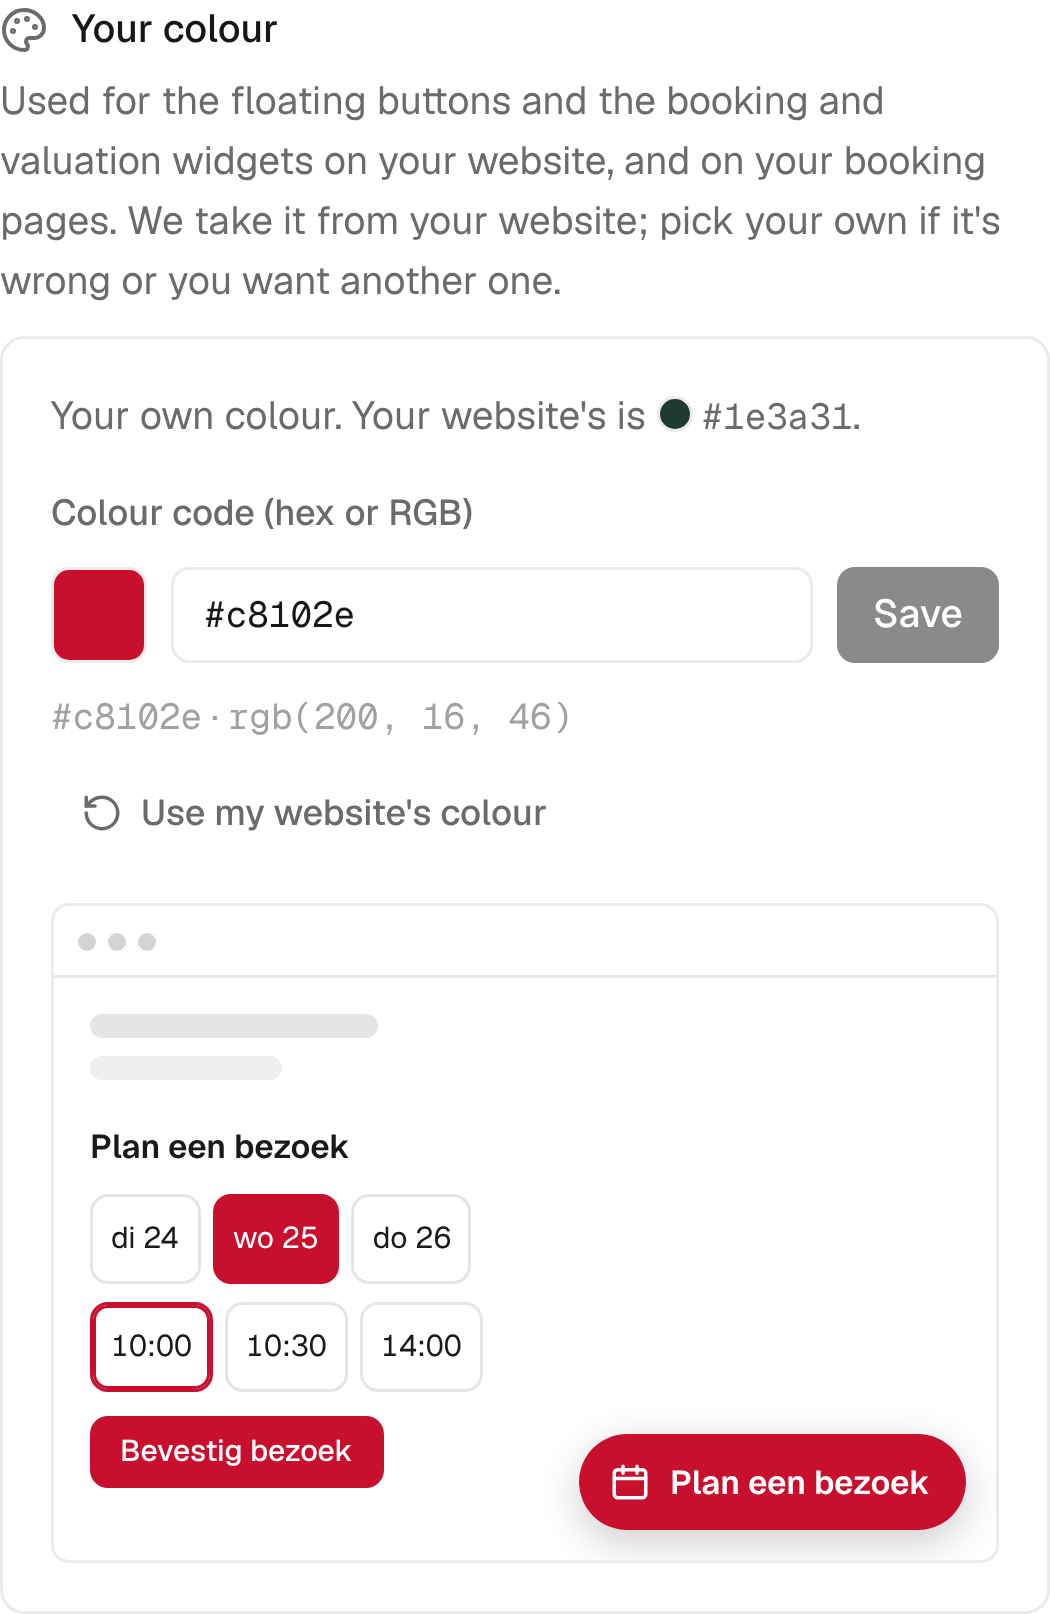 Your colour
Used for the floating buttons and the booking and
valuation widgets on your website, and on your booking
pages. We take it from your website; pick your own if it's
wrong or you want another one.
Your own colour. Your website's is #1e3a31.
Colour code (hex or RGB)
#c8102e
Save
#c8102e · rgb(200, 16, 46)
Use my website's colour
Plan een bezoek
di 24 wo 25 do 26
10:00 10:30 14:00
Bevestig bezoek
Plan een bezoek